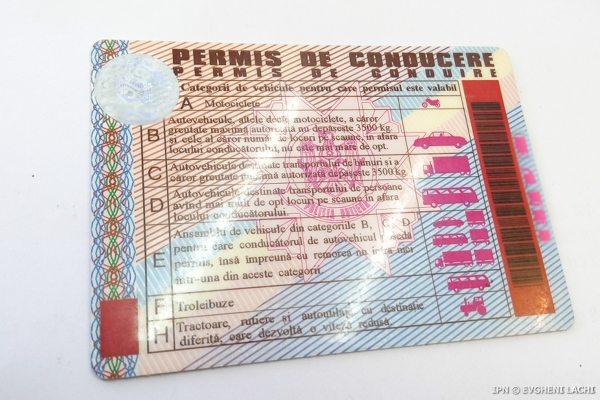 PERMIS DE CONDUCERE
PERMIS DE CONDUIRE
Categorii de vehicule pentru care permisul este valabil
A Motociclete
B Autovehicule, altele decît motociclete, a căror
greutate maximă autorizată nu depăşeşte 3500 kg
şi cele al căror număr de locuri pe scaune, în afara
locului conducătorului, nu este mai mare de opt.
C Autovehicule destinate transportului de bunuri şi a
căror greutate maximă autorizată depăşeşte 3500kg
D Autovehicule destinate transportului de persoane
avînd mai mult de opt locuri pe scaune în afara
locului conducătorului.
E Ansamblu de vehicule din categoriile B, C, D
pentru care conducătorul de autovehicul posedă
permis, însă împreună cu remorca nu intră nici
într-una din aceste categorii.
F Troleibuze
H Tractoare, rutiere şi autoutilaje cu destinaţie
diferită, care dezvoltă o viteză redusă.
IPN © EVGHENI LACHI